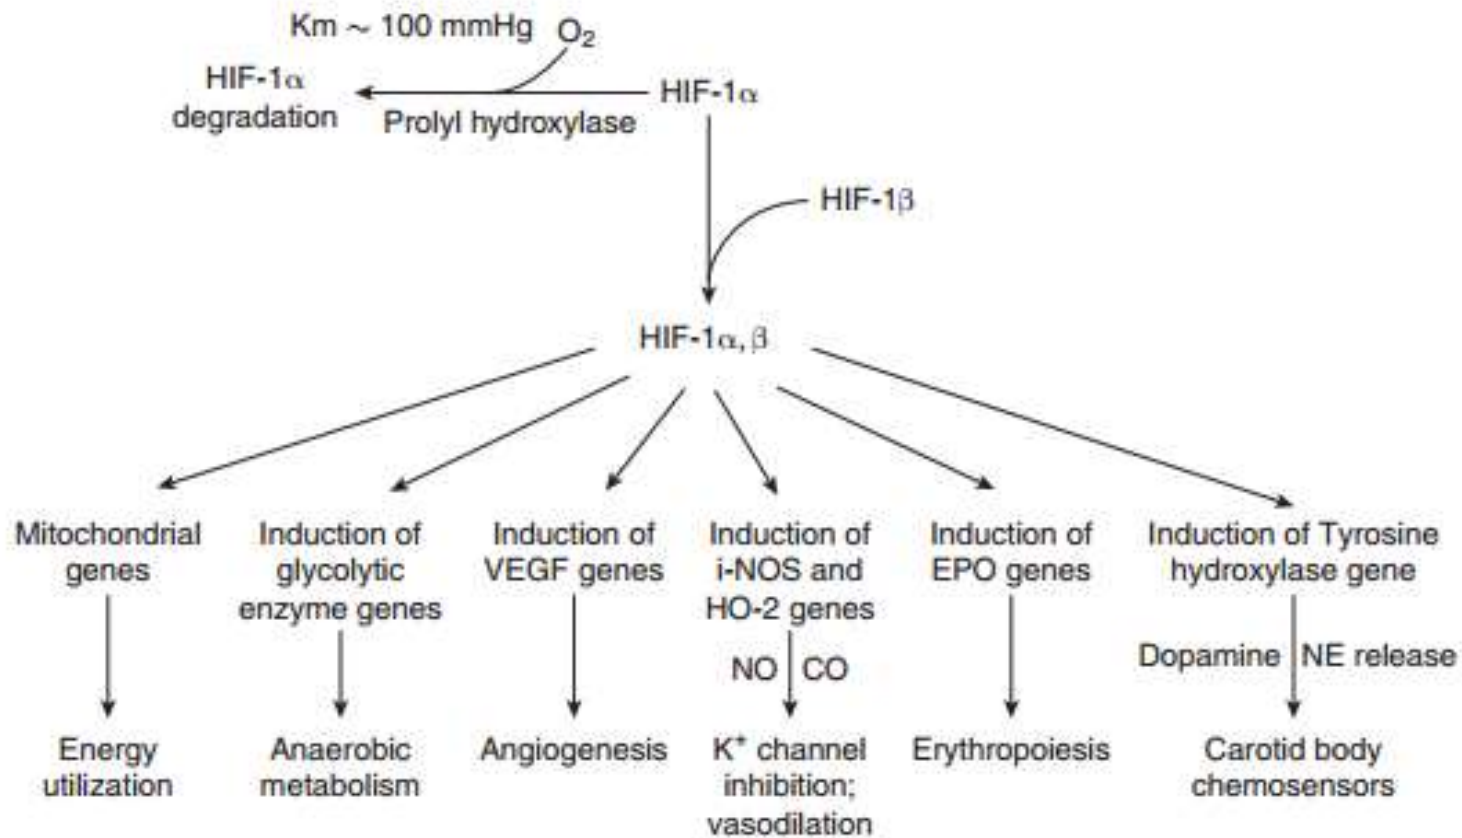 Km ~ 100 mmHg O₂
HIF-1α
degradation
Prolyl hydroxylase
HIF-1α
HIF-1β
HIF-1α, β
Mitochondrial
genes
Induction of
glycolytic
enzyme genes
Induction of
VEGF genes
Induction of
i-NOS and
HO-2 genes
Induction of
EPO genes
Induction of Tyrosine
hydroxylase gene
NO CO
Dopamine NE release
Energy
utilization
Anaerobic
metabolism
Angiogenesis
K⁺ channel
inhibition;
vasodilation
Erythropoiesis
Carotid body
chemosensors